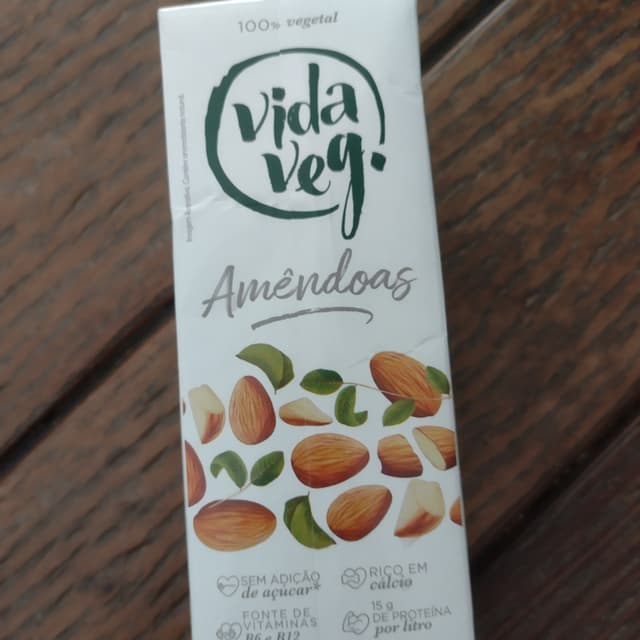 100% vegetal
vida
veg.
Amêndoas
SEM ADIÇÃO
de açúcar*
RICO EM
cálcio
FONTE DE
VITAMINAS
B6 e B12
15g
DE PROTEÍNA
por litro